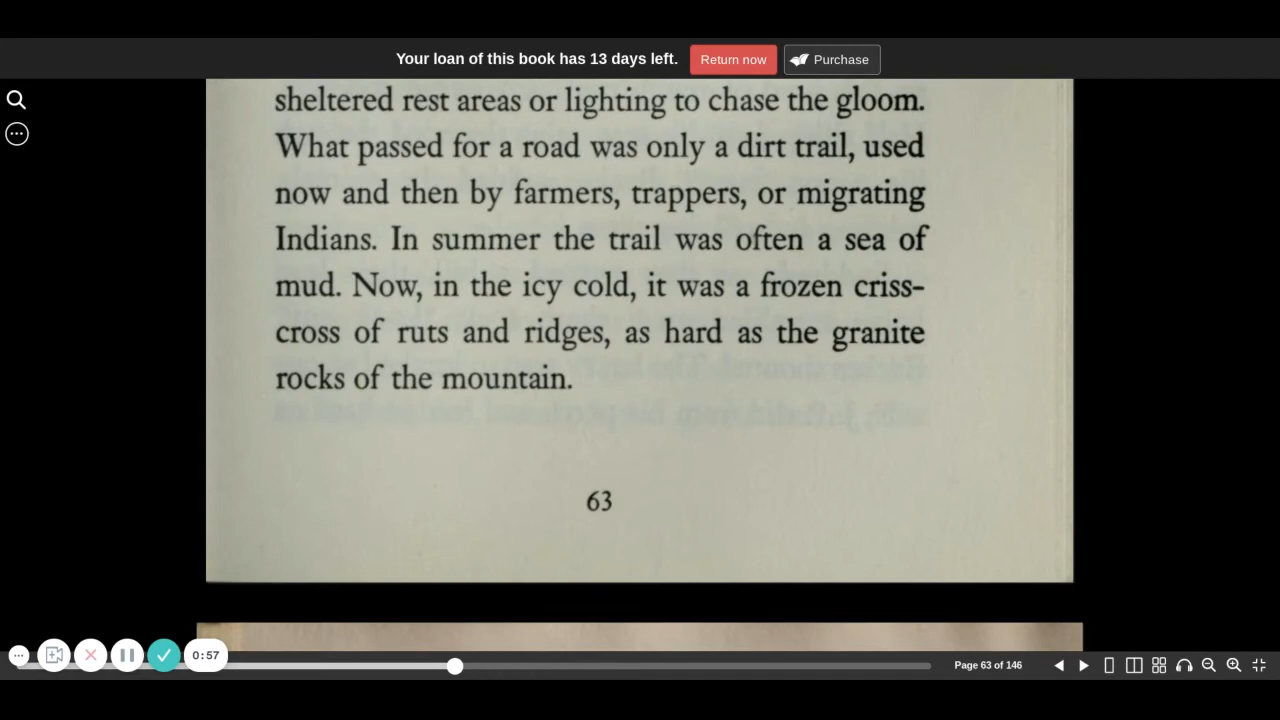 Your loan of this book has 13 days left. Return now Purchase
sheltered rest areas or lighting to chase the gloom.
What passed for a road was only a dirt trail, used
now and then by farmers, trappers, or migrating
Indians. In summer the trail was often a sea of
mud. Now, in the icy cold, it was a frozen criss-
cross of ruts and ridges, as hard as the granite
rocks of the mountain.
63
0:57
Page 63 of 146